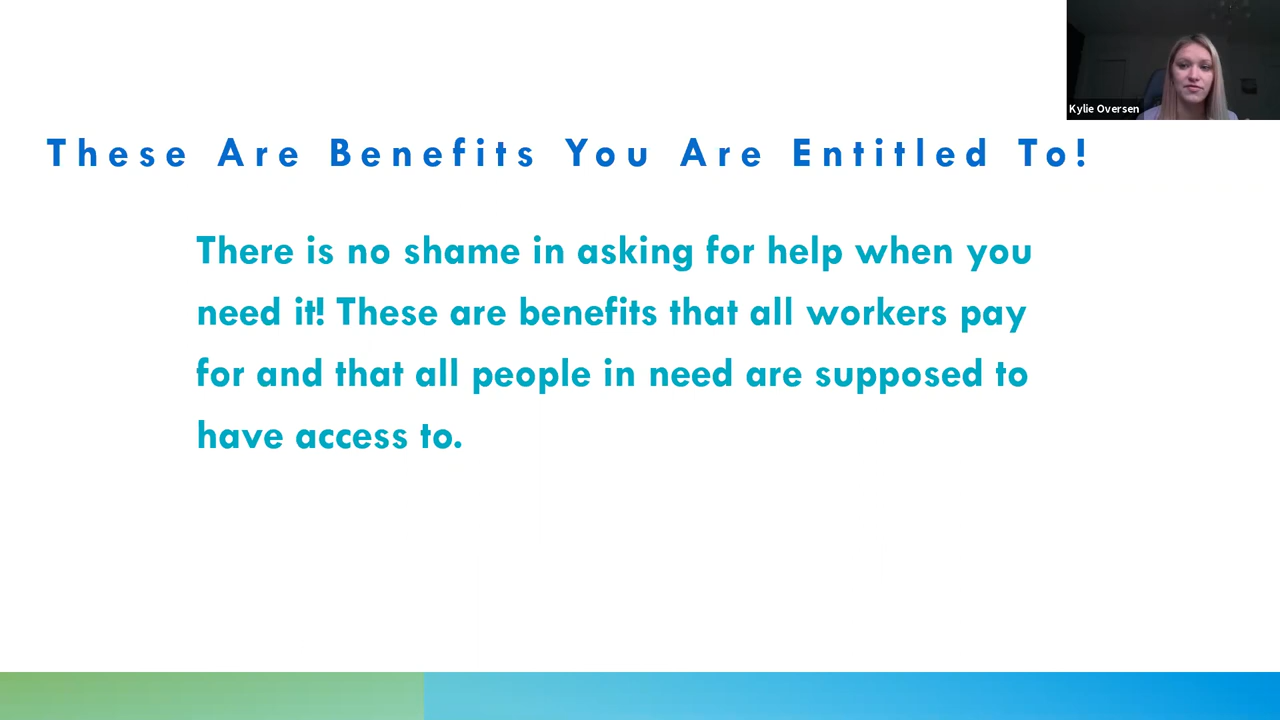 Kylie Oversen
These Are Benefits You Are Entitled To!
There is no shame in asking for help when you
need it! These are benefits that all workers pay
for and that all people in need are supposed to
have access to.